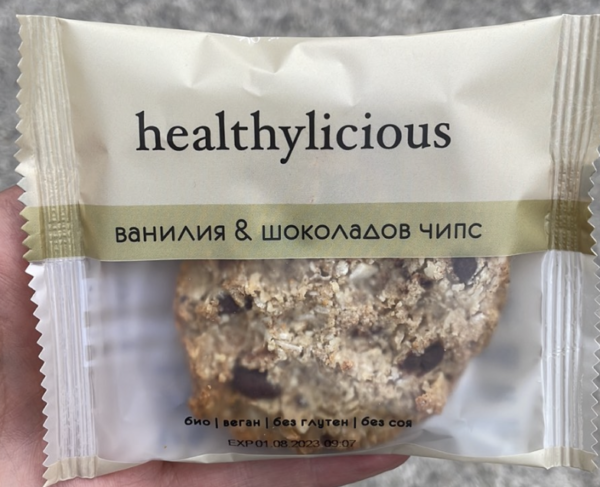 healthylicious
ванилия & шоколадов чипс
био | веган | без глутен | без соя
EXP 01 08 2023 09:07